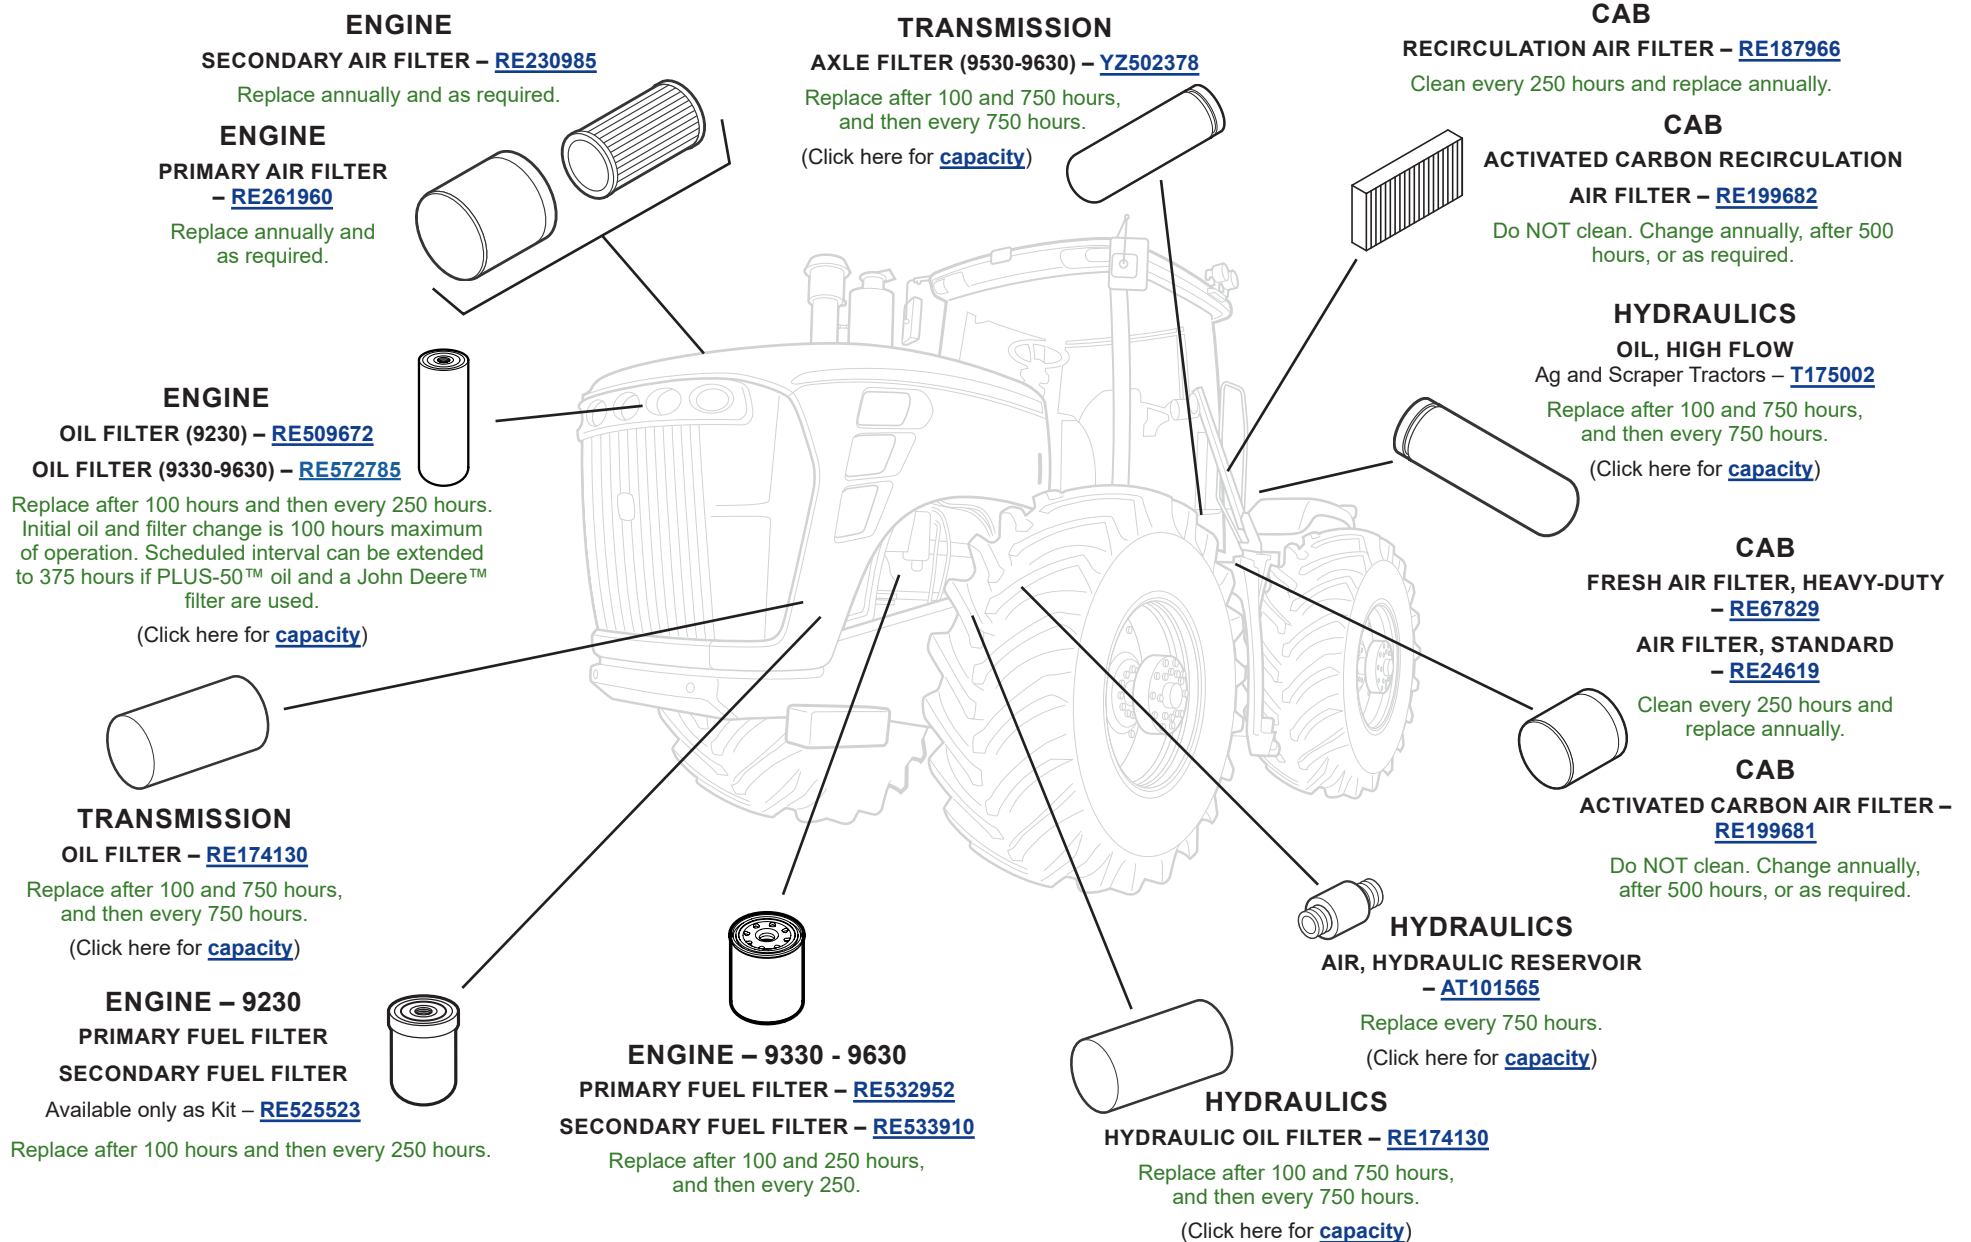 ENGINE
SECONDARY AIR FILTER – RE230985
Replace annually and as required.
ENGINE
PRIMARY AIR FILTER
– RE261960
Replace annually and
as required.
ENGINE
OIL FILTER (9230) – RE509672
OIL FILTER (9330-9630) – RE572785
Replace after 100 hours and then every 250 hours.
Initial oil and filter change is 100 hours maximum
of operation. Scheduled interval can be extended
to 375 hours if PLUS-50™ oil and a John Deere™
filter are used.
(Click here for capacity)
TRANSMISSION
OIL FILTER – RE174130
Replace after 100 and 750 hours,
and then every 750 hours.
(Click here for capacity)
ENGINE – 9230
PRIMARY FUEL FILTER
SECONDARY FUEL FILTER
Available only as Kit – RE525523
Replace after 100 hours and then every 250 hours.
TRANSMISSION
AXLE FILTER (9530-9630) – YZ502378
Replace after 100 and 750 hours,
and then every 750 hours.
(Click here for capacity)
ENGINE – 9330 - 9630
PRIMARY FUEL FILTER – RE532952
SECONDARY FUEL FILTER – RE533910
Replace after 100 and 250 hours,
and then every 250.
CAB
RECIRCULATION AIR FILTER – RE187966
Clean every 250 hours and replace annually.
CAB
ACTIVATED CARBON RECIRCULATION
AIR FILTER – RE199682
Do NOT clean. Change annually, after 500
hours, or as required.
HYDRAULICS
OIL, HIGH FLOW
Ag and Scraper Tractors – T175002
Replace after 100 and 750 hours,
and then every 750 hours.
(Click here for capacity)
CAB
FRESH AIR FILTER, HEAVY-DUTY
– RE67829
AIR FILTER, STANDARD
– RE24619
Clean every 250 hours and
replace annually.
CAB
ACTIVATED CARBON AIR FILTER –
RE199681
Do NOT clean. Change annually,
after 500 hours, or as required.
HYDRAULICS
AIR, HYDRAULIC RESERVOIR
– AT101565
Replace every 750 hours.
(Click here for capacity)
HYDRAULICS
HYDRAULIC OIL FILTER – RE174130
Replace after 100 and 750 hours,
and then every 750 hours.
(Click here for capacity)